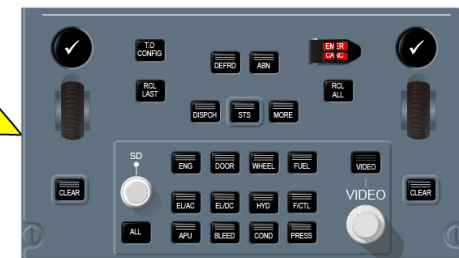 T.O
CONFIG
EMER
CANC
DEFRD
ABN
RCL
LAST
RCL
ALL
DISPCH
STS
MORE
SD
ENG
DOOR
WHEEL
FUEL
VIDEO
CLEAR
EL/AC
EL/DC
HYD
F/CTL
VIDEO
CLEAR
ALL
APU
BLEED
COND
PRESS